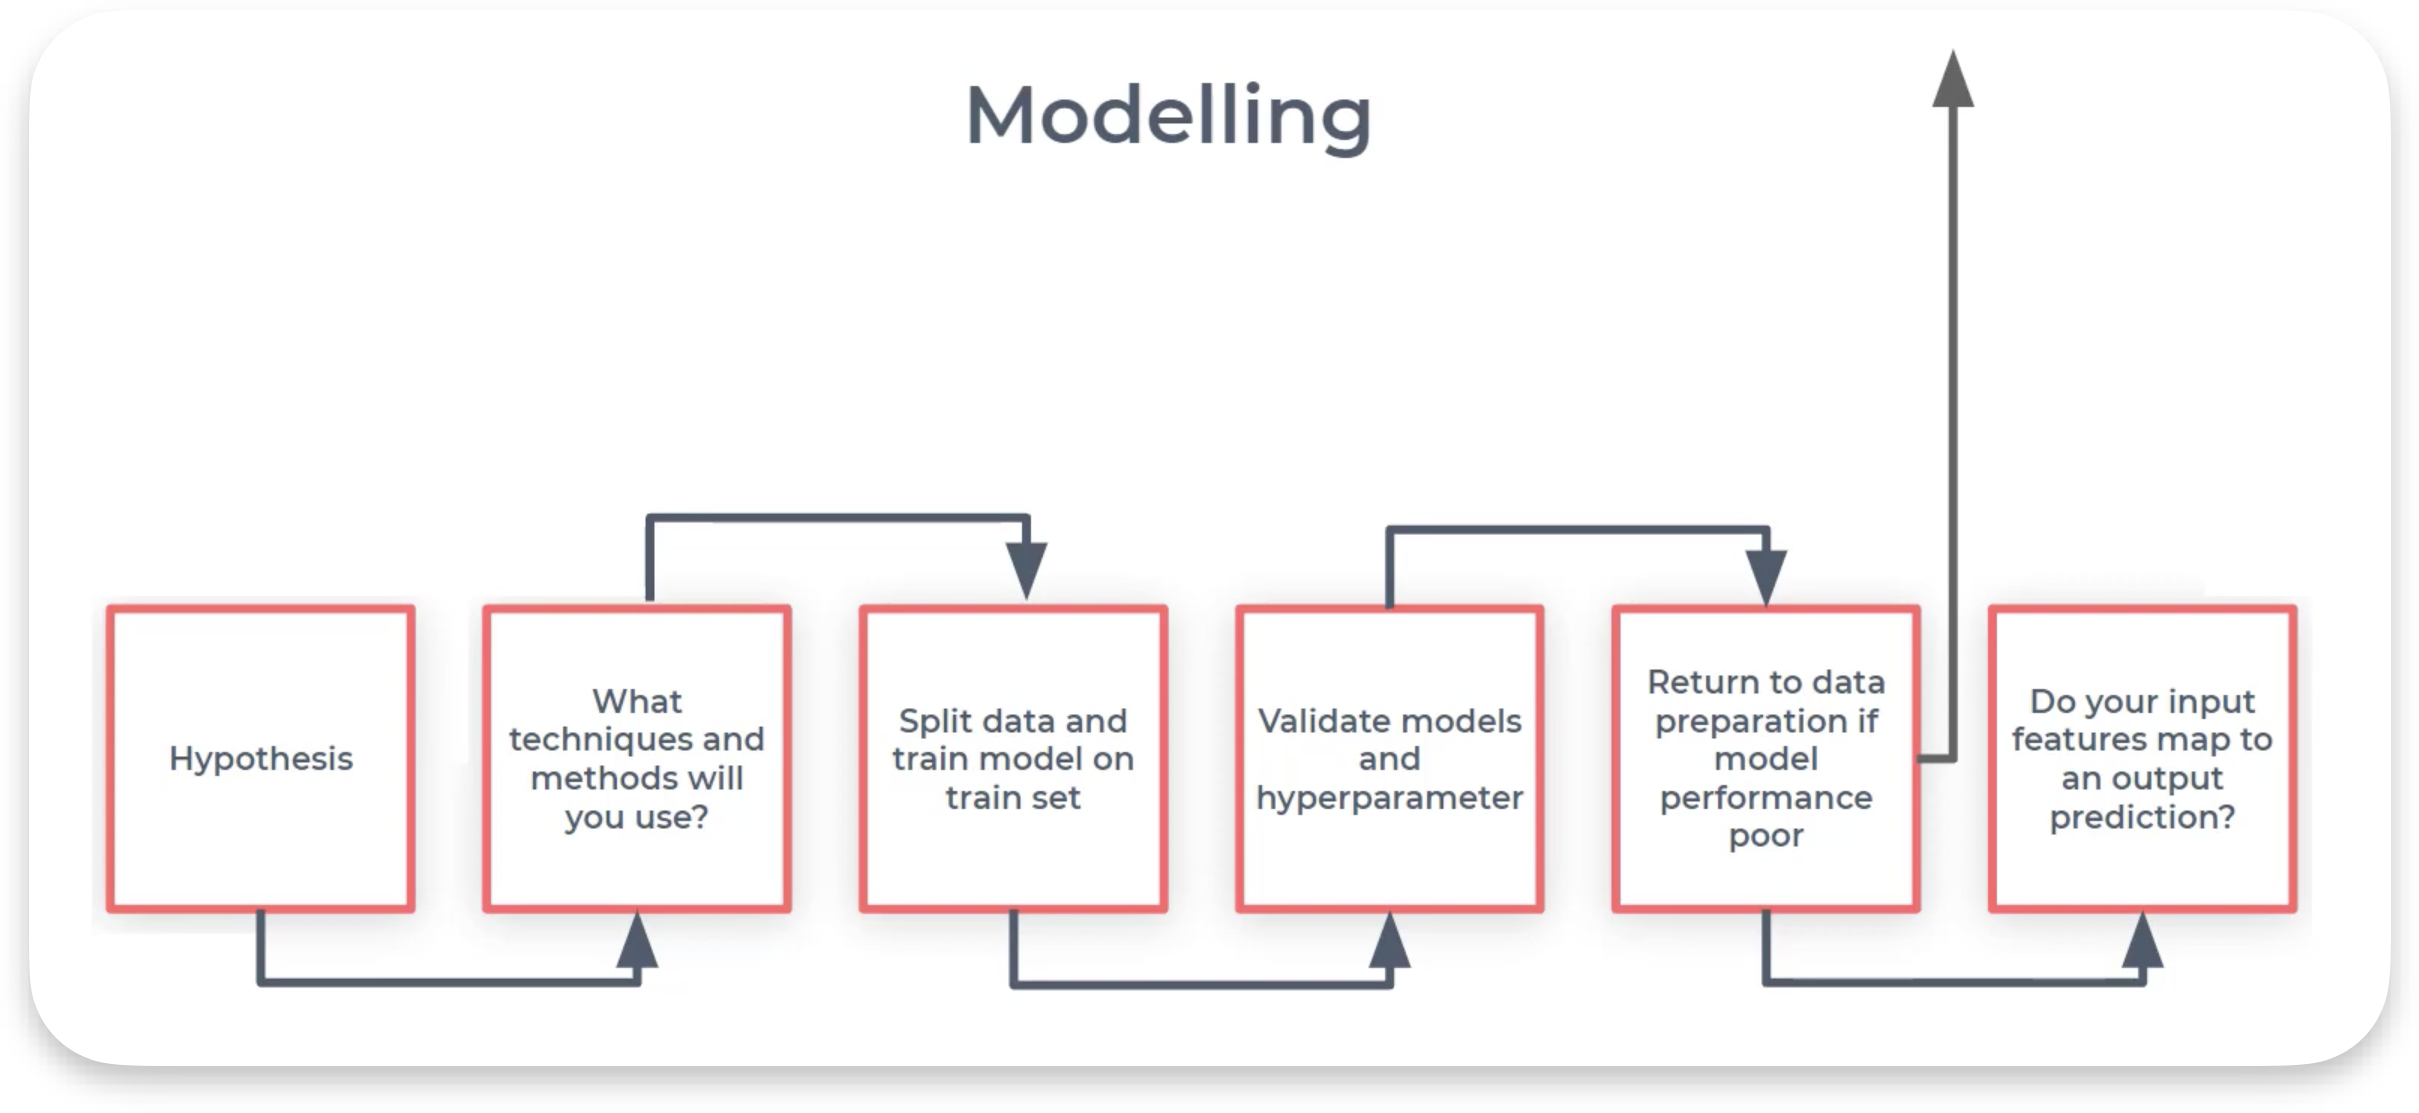 Modelling
Hypothesis
What
techniques and
methods will
you use?
Split data and
train model on
train set
Validate models
and
hyperparameter
Return to data
preparation if
model
performance
poor
Do your input
features map to
an output
prediction?